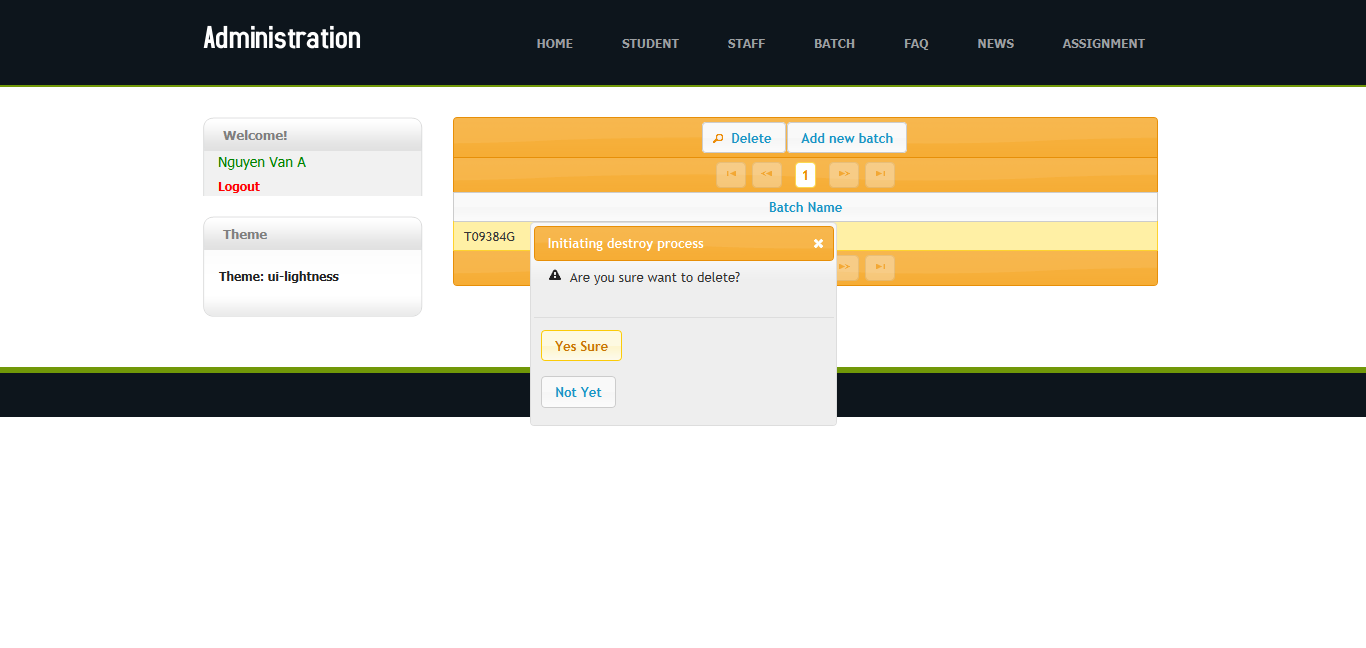 Administration
HOME STUDENT STAFF BATCH FAQ NEWS ASSIGNMENT
Welcome!
Nguyen Van A
Logout
Theme
Theme: ui-lightness
Delete Add new batch
1
Batch Name
T09384G
Initiating destroy process
Are you sure want to delete?
Yes Sure
Not Yet